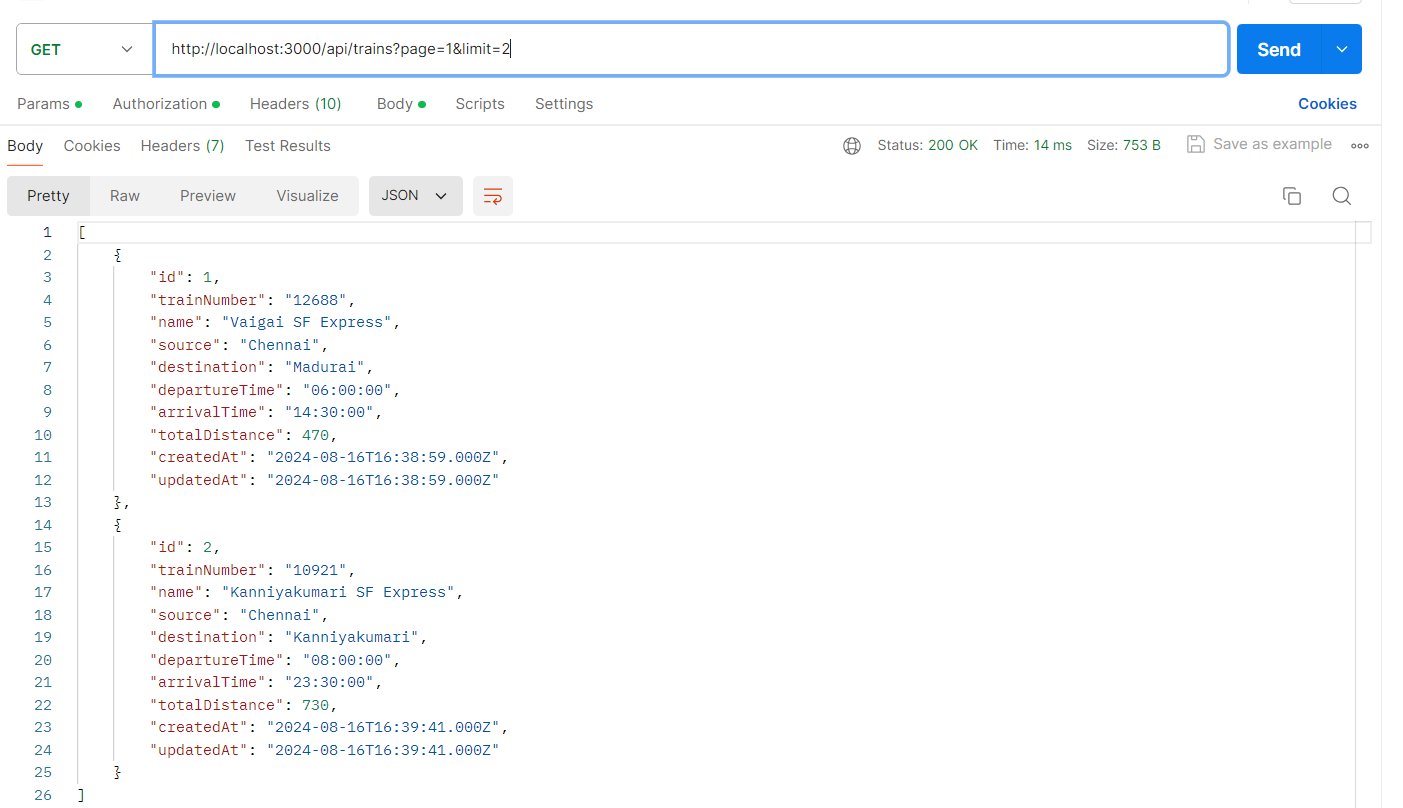 GET http://localhost:3000/api/trains?page=1&limit=2 Send
Params Authorization Headers (10) Body Scripts Settings Cookies
Body Cookies Headers (7) Test Results Status: 200 OK Time: 14 ms Size: 753 B Save as example
Pretty Raw Preview Visualize JSON
1 [
2 {
3 "id": 1,
4 "trainNumber": "12688",
5 "name": "Vaigai SF Express",
6 "source": "Chennai",
7 "destination": "Madurai",
8 "departureTime": "06:00:00",
9 "arrivalTime": "14:30:00",
10 "totalDistance": 470,
11 "createdAt": "2024-08-16T16:38:59.000Z",
12 "updatedAt": "2024-08-16T16:38:59.000Z"
13 },
14 {
15 "id": 2,
16 "trainNumber": "10921",
17 "name": "Kanniyakumari SF Express",
18 "source": "Chennai",
19 "destination": "Kanniyakumari",
20 "departureTime": "08:00:00",
21 "arrivalTime": "23:30:00",
22 "totalDistance": 730,
23 "createdAt": "2024-08-16T16:39:41.000Z",
24 "updatedAt": "2024-08-16T16:39:41.000Z"
25 }
26 ]